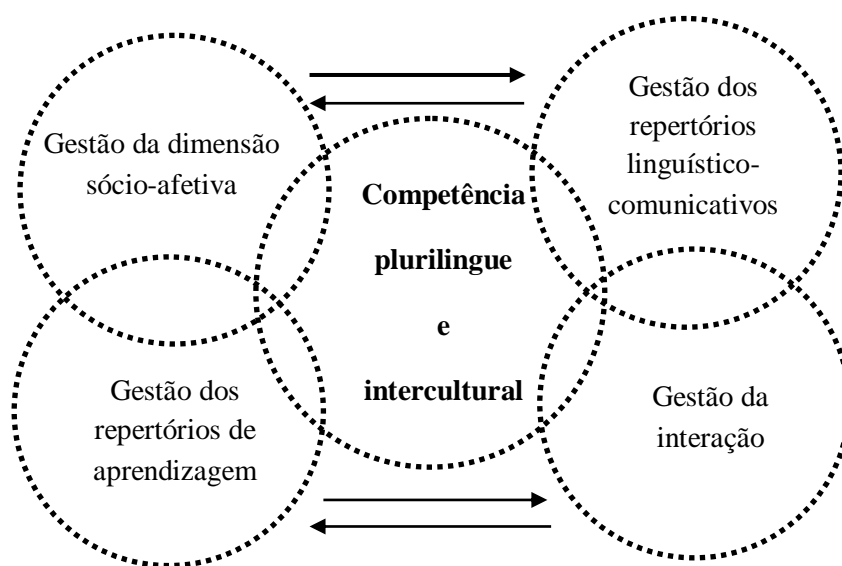 Gestão da dimensão
sócio-afetiva
Gestão dos
repertórios
linguístico-
comunicativos
Competência
plurilingue
e
intercultural
Gestão dos
repertórios de
aprendizagem
Gestão da
interação